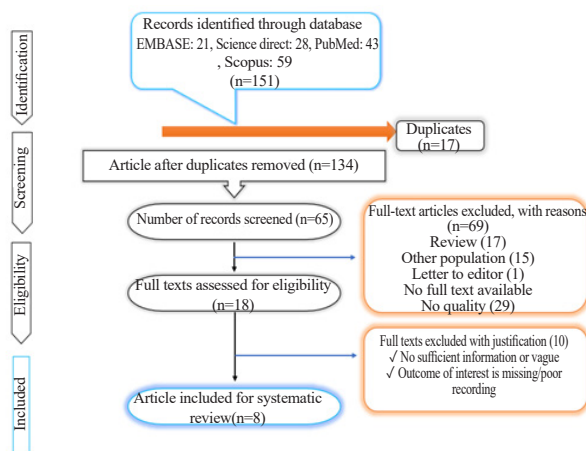 Identification
Records identified through database
EMBASE: 21, Science direct: 28, PubMed: 43
, Scopus: 59
(n=151)
Duplicates
(n=17)
Screening
Article after duplicates removed (n=134)
Number of records screened (n=65)
Full-text articles excluded, with reasons
(n=69)
Review (17)
Other population (15)
Letter to editor (1)
No full text available
No quality (29)
Eligibility
Full texts assessed for eligibility
(n=18)
Full texts excluded with justification (10)
✓ No sufficient information or vague
✓ Outcome of interest is missing/poor
recording
Included
Article included for systematic
review(n=8)